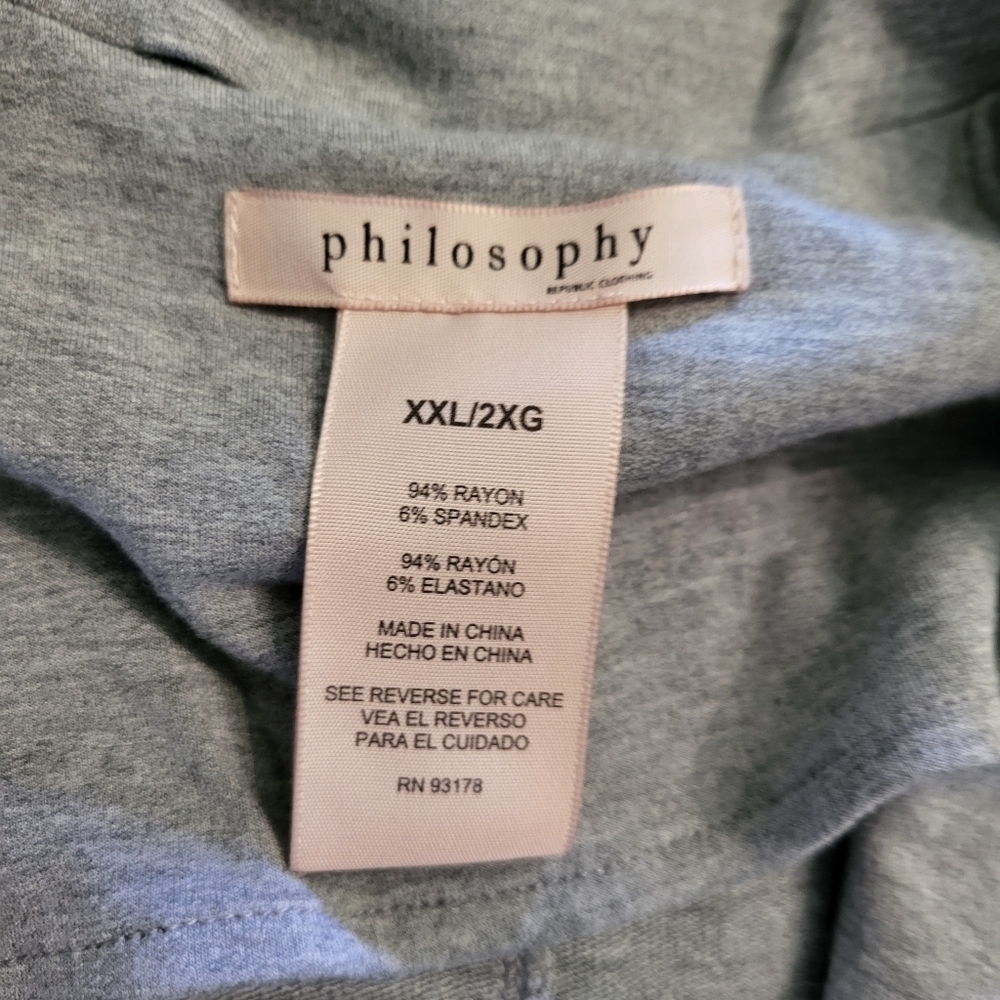 philosophy
REPUBLIC CLOTHING
XXL/2XG
94% RAYON
6% SPANDEX
94% RAYÓN
6% ELASTANO
MADE IN CHINA
HECHO EN CHINA
SEE REVERSE FOR CARE
VEA EL REVERSO
PARA EL CUIDADO
RN 93178